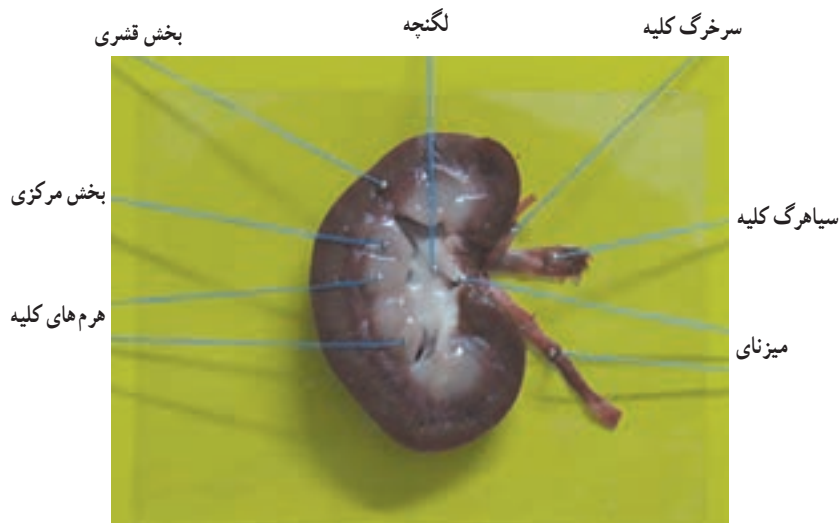 سرخرگ کلیه
لگنچه
بخش قشری
سیاهرگ کلیه
بخش مرکزی
میزنای
هرم‌های کلیه